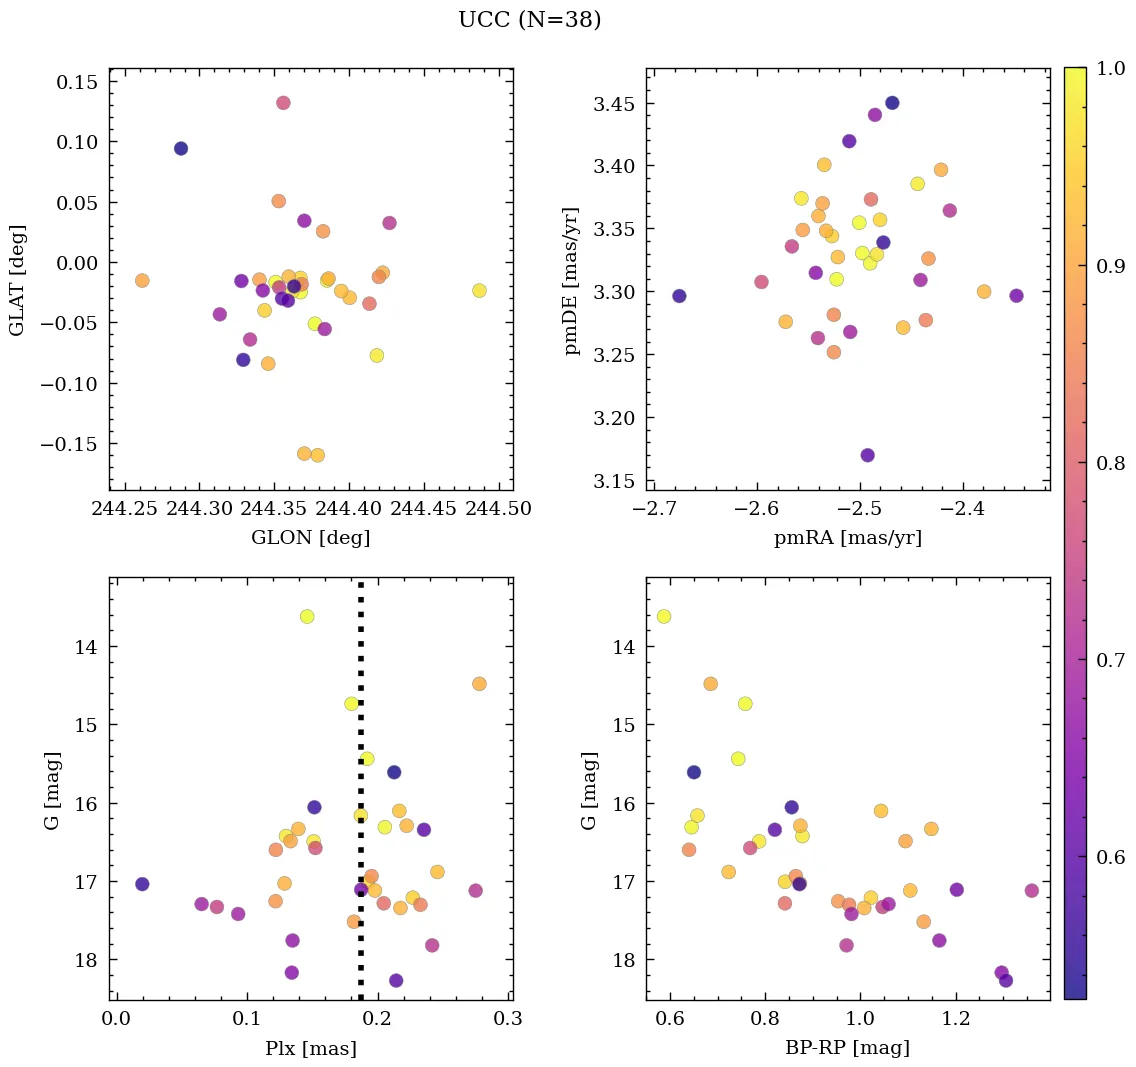 UCC (N=38)
0.15
0.10
0.05
0.00
−0.05
−0.10
−0.15
GLAT [deg]
244.25 244.30 244.35 244.40 244.45 244.50
GLON [deg]
3.45
3.40
3.35
3.30
3.25
3.20
3.15
pmDE [mas/yr]
−2.7 −2.6 −2.5 −2.4
pmRA [mas/yr]
1.0
0.9
0.8
0.7
0.6
14
15
16
17
18
G [mag]
0.0 0.1 0.2 0.3
Plx [mas]
14
15
16
17
18
G [mag]
0.6 0.8 1.0 1.2
BP-RP [mag]